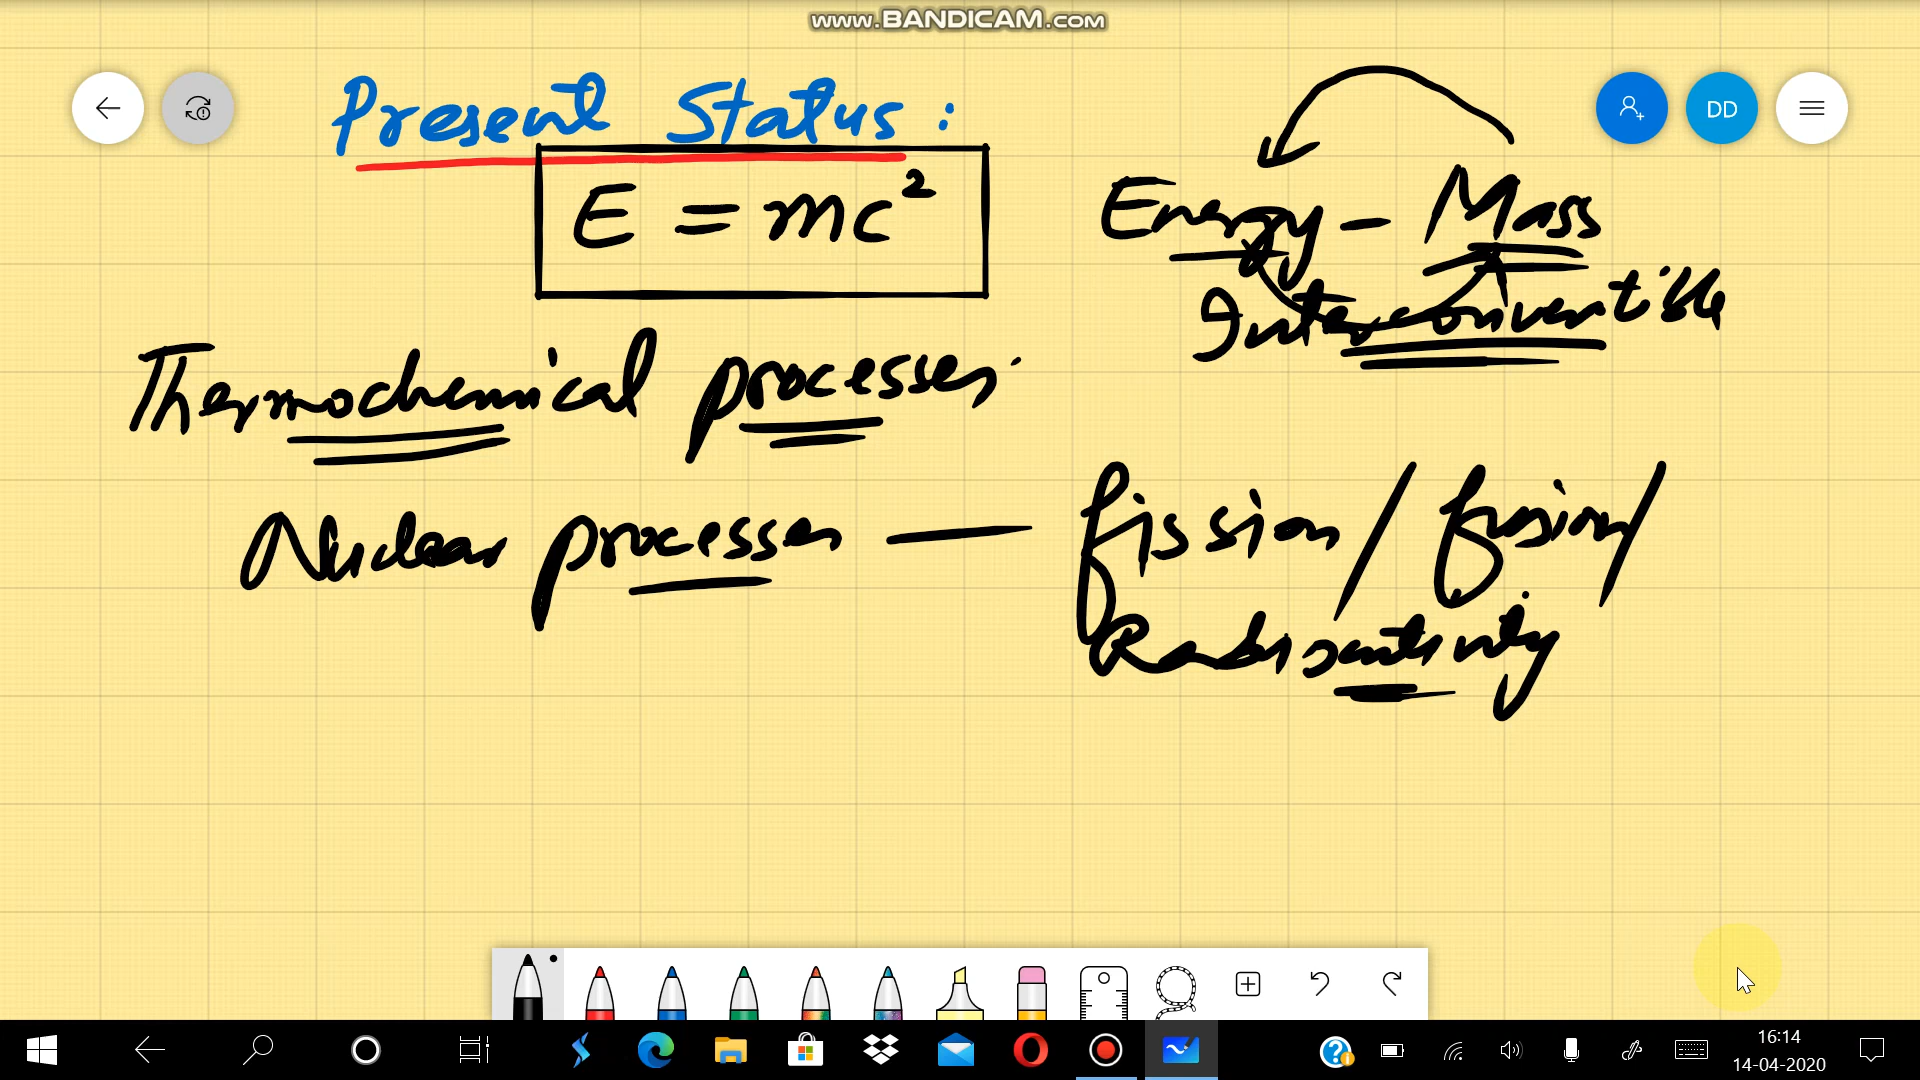 www.BANDICAM.com
Present Status :
DD
E = mc²
Energy - Mass
Interconvertible
Thermochemical processes.
Nuclear processes — fission / fusion /
Radioactivity
16:14
14-04-2020